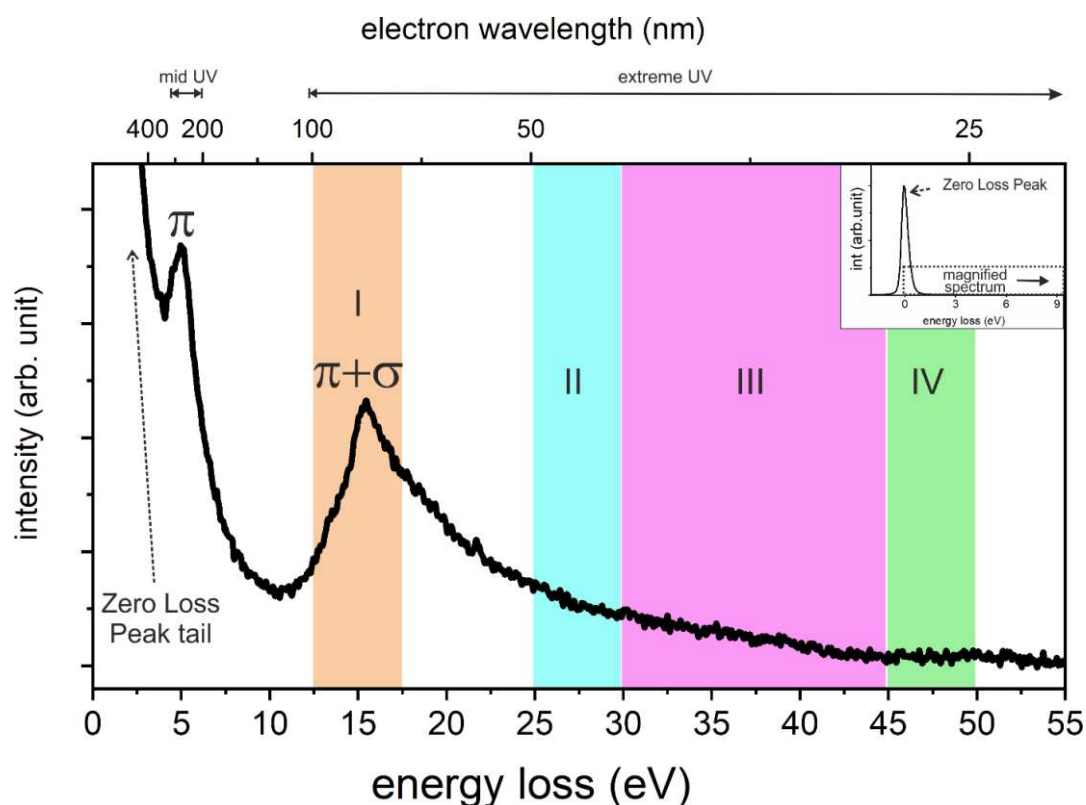 electron wavelength (nm)
mid UV
extreme UV
400 200 100 50 25
π
I
π+σ
II
III
IV
Zero Loss
Peak tail
intensity (arb. unit)
0 5 10 15 20 25 30 35 40 45 50 55
energy loss (eV)
Zero Loss Peak
int (arb.unit)
magnified
spectrum
0 3 6 9
energy loss (eV)